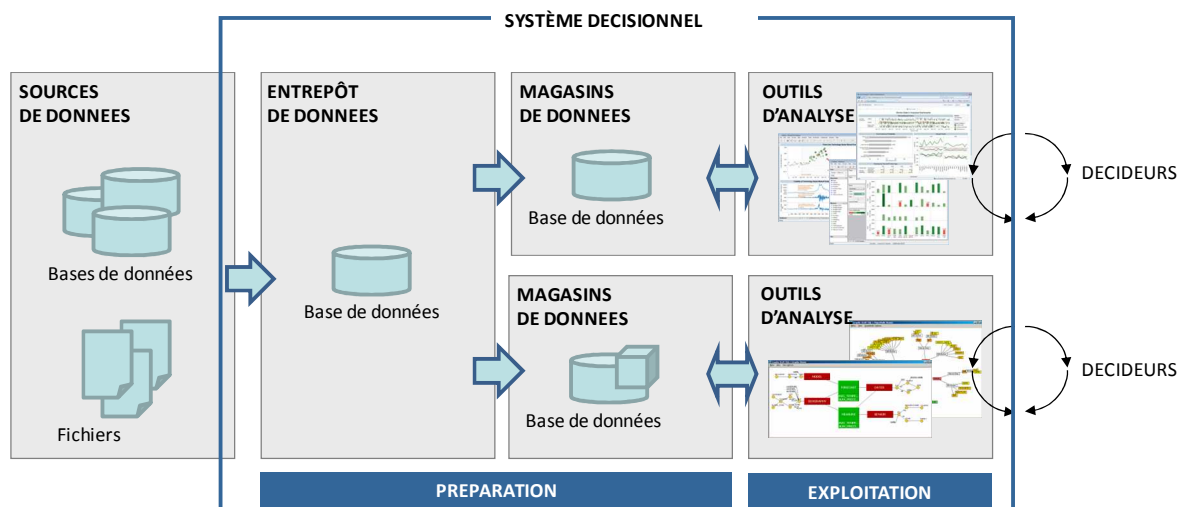 SYSTÈME DECISIONNEL
SOURCES
DE DONNEES
Bases de données
Fichiers
ENTREPÔT
DE DONNEES
Base de données
MAGASINS
DE DONNEES
Base de données
OUTILS
D'ANALYSE
DECIDEURS
MAGASINS
DE DONNEES
Base de données
OUTILS
D'ANALYSE
DECIDEURS
PREPARATION
EXPLOITATION